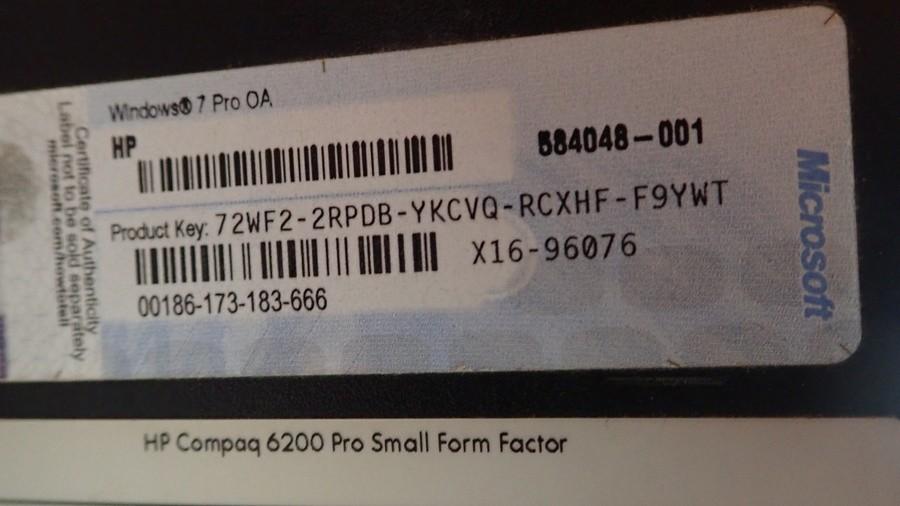 Windows® 7 Pro OA
HP
584048-001
Product Key: 72WF2-2RPDB-YKCVQ-RCXHF-F9YWT
X16-96076
00186-173-183-666
Certificate of Authenticity
Label not to be sold separately
microsoft.com/howtotell
Microsoft
HP Compaq 6200 Pro Small Form Factor